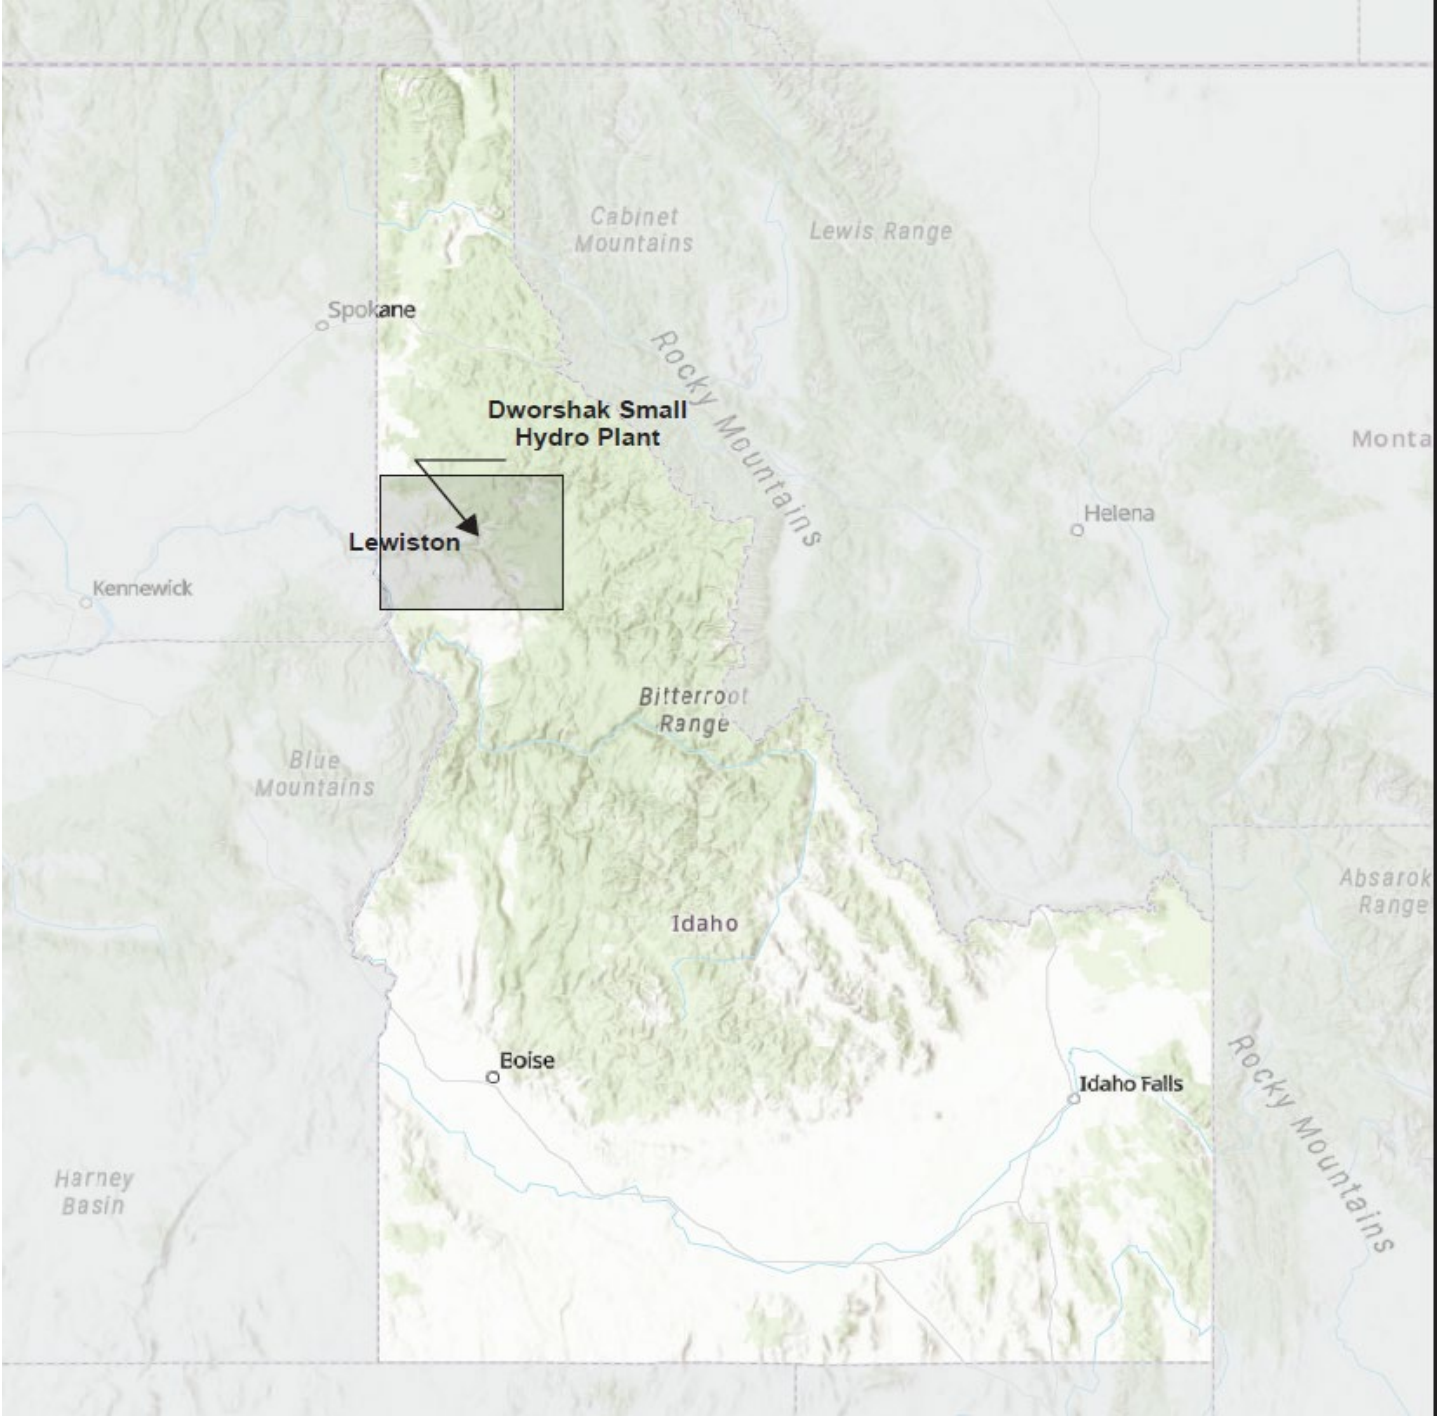 Cabinet
Mountains
Lewis Range
Spokane
Rocky Mountains
Dworshak Small
Hydro Plant
Monta
Helena
Lewiston
Kennewick
Bitterroot
Range
Blue
Mountains
Absarok
Range
Idaho
Boise
Idaho Falls
Rocky Mountains
Harney
Basin